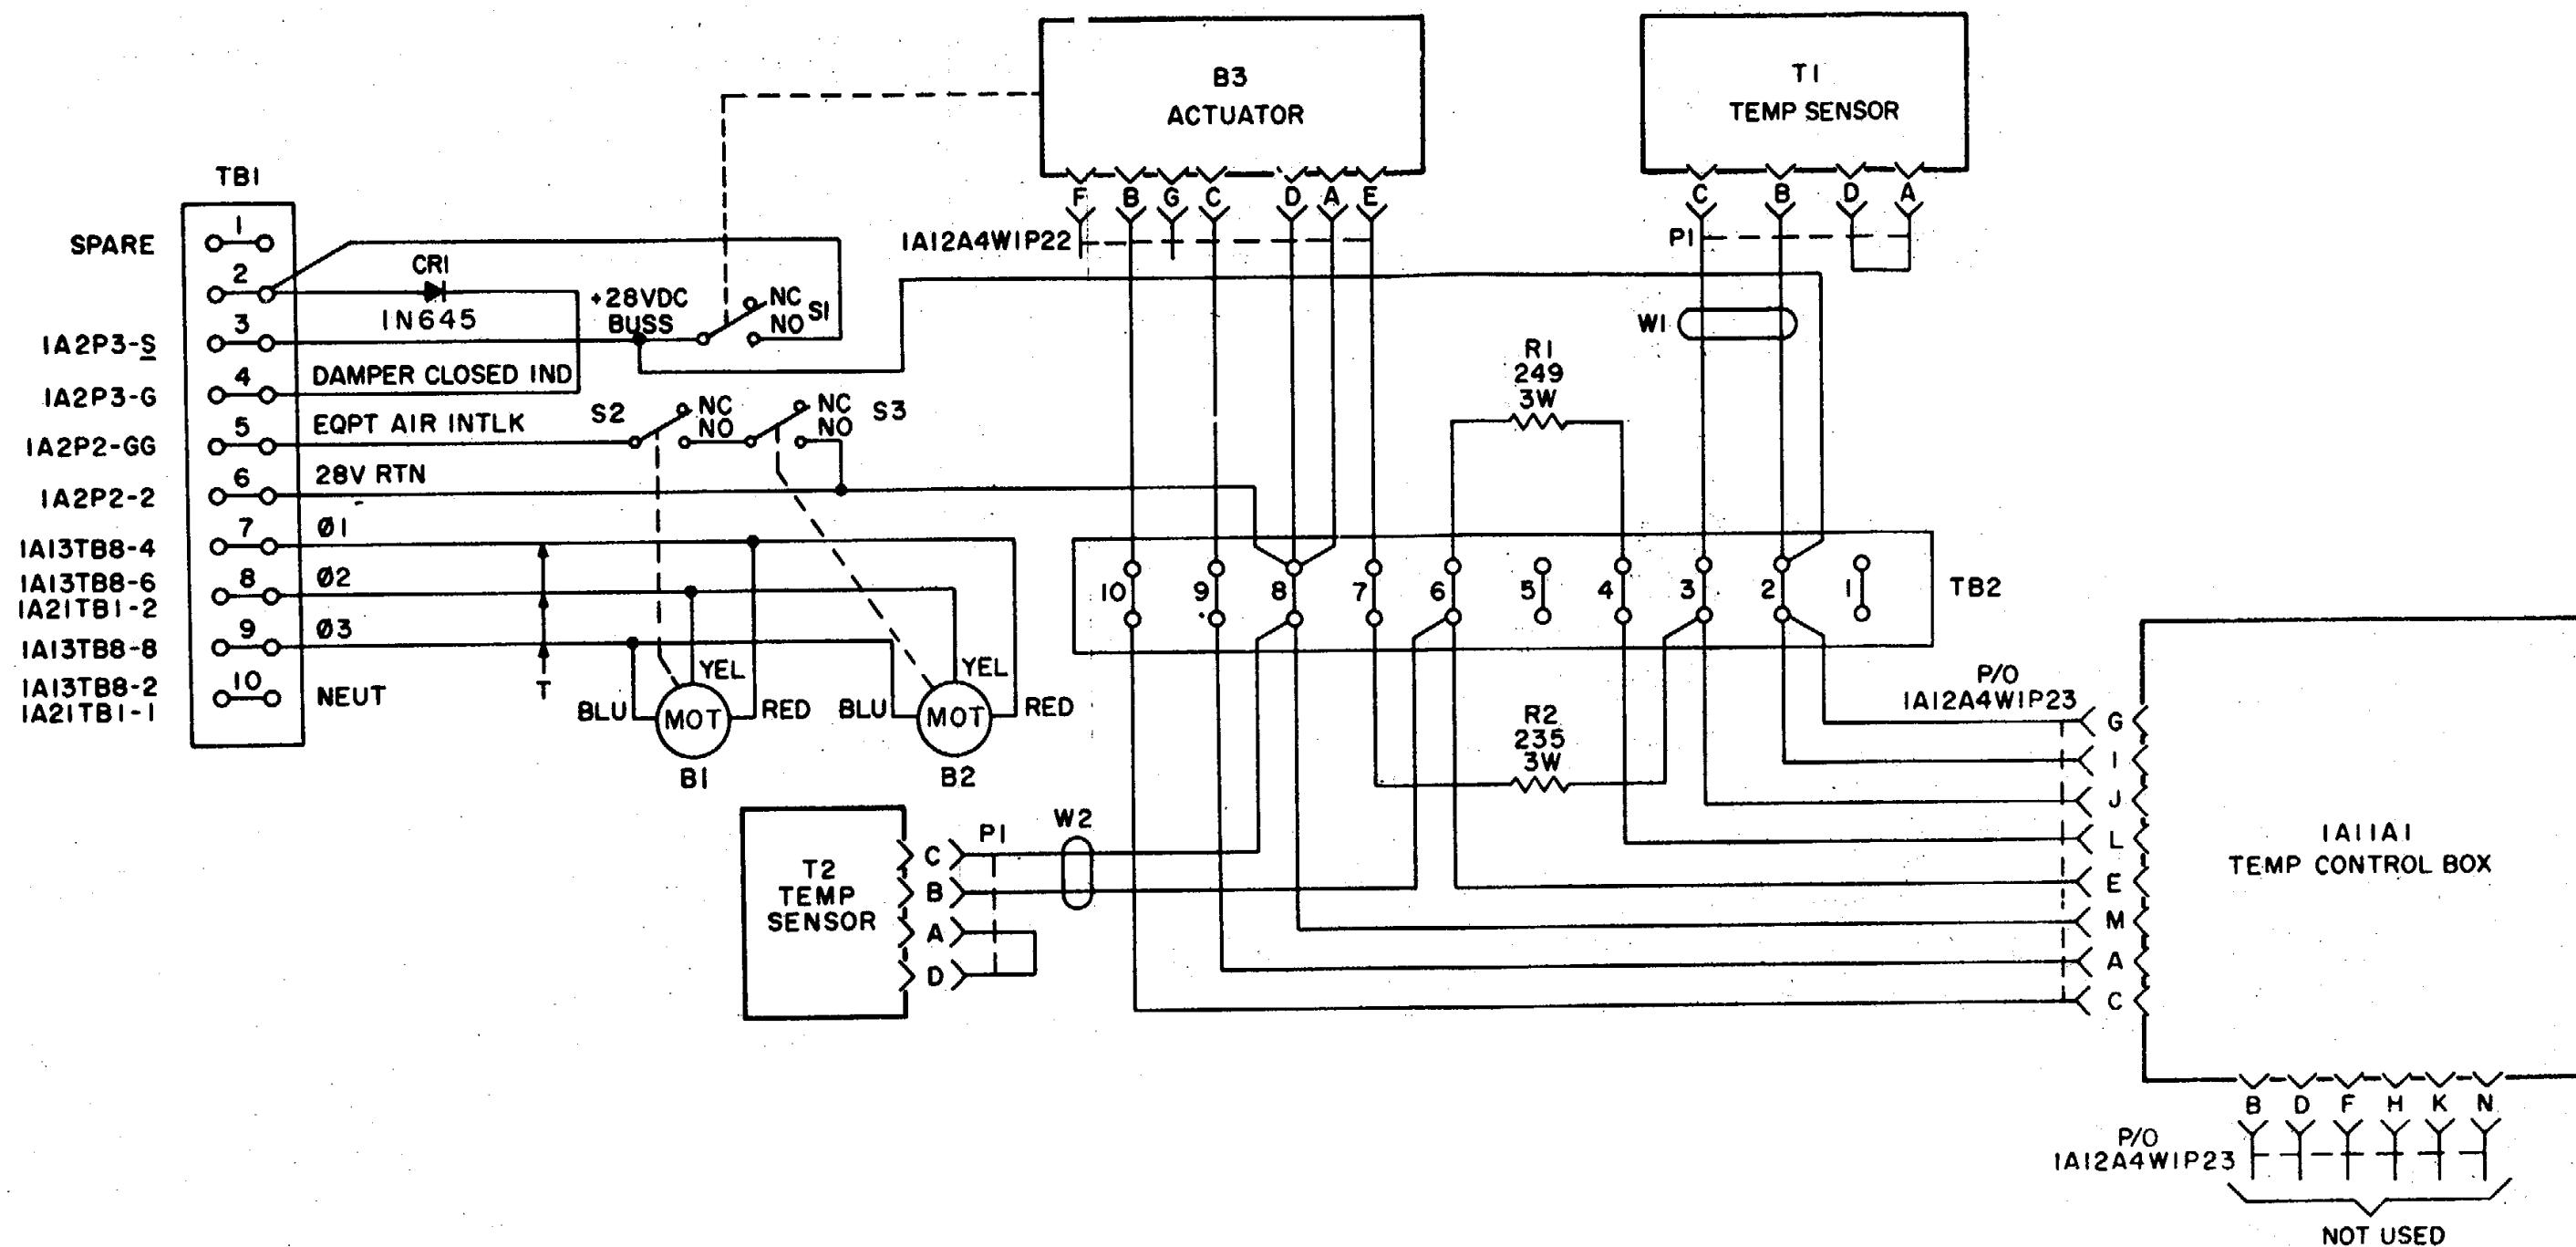 B3
ACTUATOR
F B G C D A E
1A12A4W1P22
T1
TEMP SENSOR
C B D A
P1
W1
TB1
SPARE
1
2
CR1
1N645
+28VDC
BUSS
NC
NO
S1
1A2P3-S
3
1A2P3-G
4
DAMPER CLOSED IND
1A2P2-GG
5
EQPT AIR INTLK
S2
NC
NO
NC
NO
S3
1A2P2-2
6
28V RTN
1A13TB8-4
7
Ø1
1A13TB8-6
1A21TB1-2
8
Ø2
1A13TB8-8
9
Ø3
1A13TB8-2
1A21TB1-1
10
NEUT
T
BLU
YEL
MOT
RED
B1
BLU
YEL
MOT
RED
B2
R1
249
3W
10 9 8 7 6 5 4 3 2 1
TB2
R2
235
3W
T2
TEMP
SENSOR
C
B
A
D
P1
W2
P/O
1A12A4W1P23
G
I
J
L
E
M
A
C
1A11A1
TEMP CONTROL BOX
B D F H K N
P/O
1A12A4W1P23
NOT USED